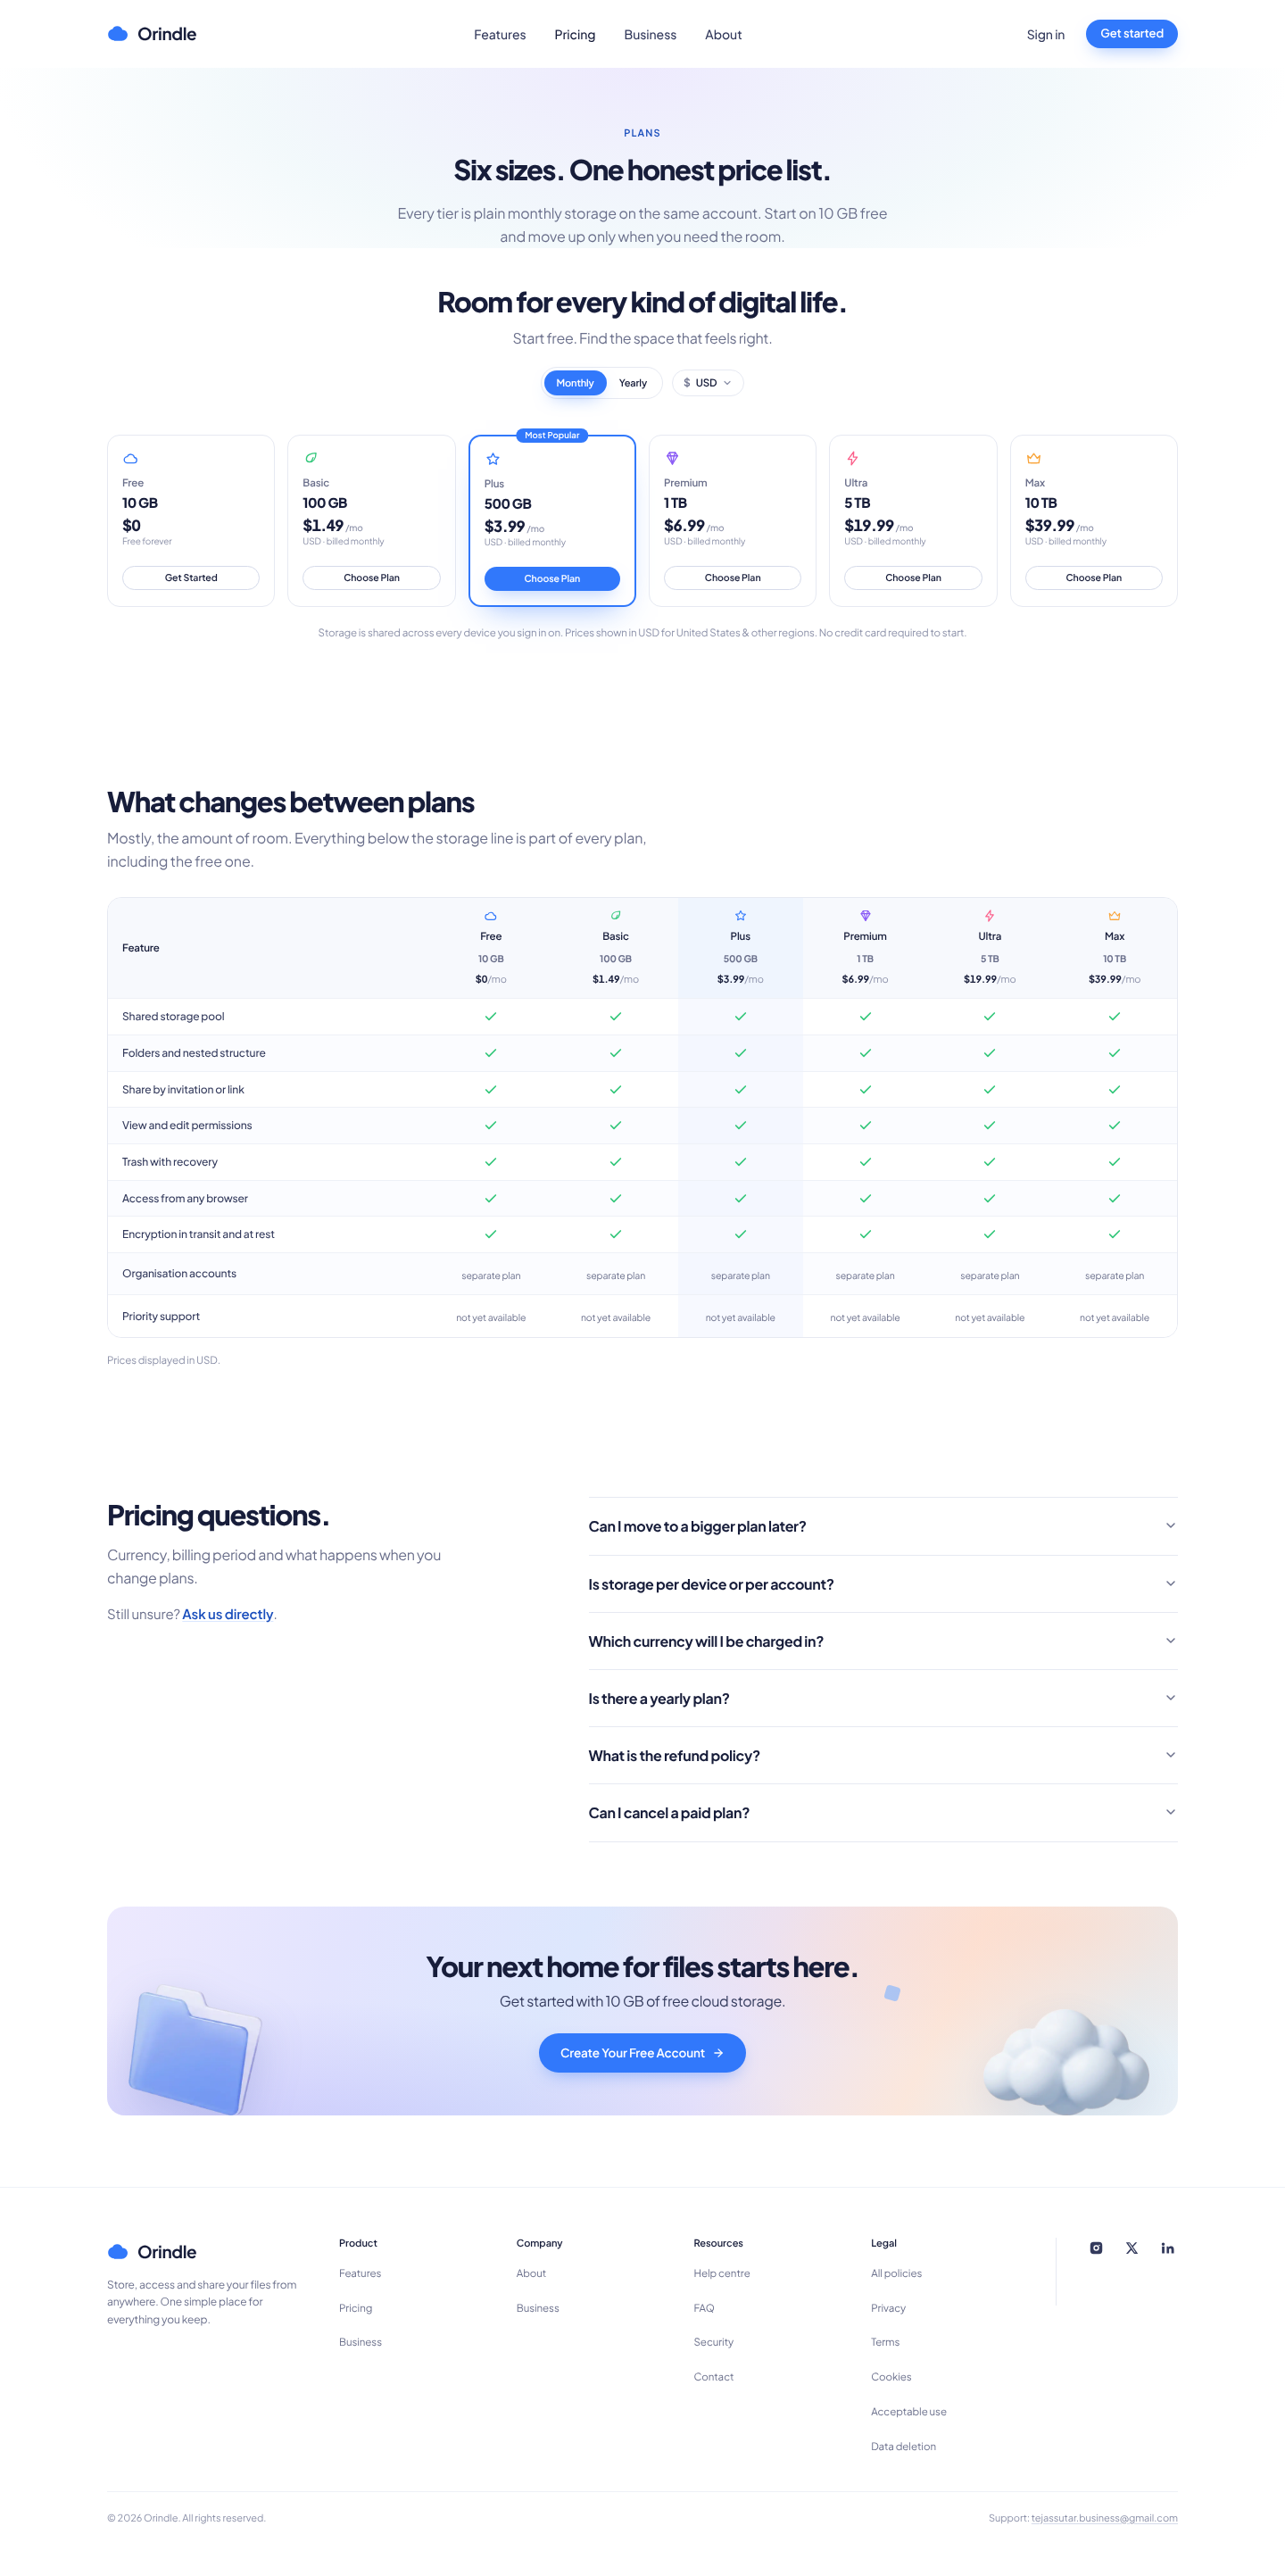 Orindle
Features Pricing Business About
Sign in Get started
PLANS
Six sizes. One honest price list.
Every tier is plain monthly storage on the same account. Start on 10 GB free
and move up only when you need the room.
Room for every kind of digital life.
Start free. Find the space that feels right.
Monthly Yearly $ USD
Free
10 GB
$0
Free forever
Get Started
Basic
100 GB
$1.49 /mo
USD · billed monthly
Choose Plan
Most Popular
Plus
500 GB
$3.99 /mo
USD · billed monthly
Choose Plan
Premium
1 TB
$6.99 /mo
USD · billed monthly
Choose Plan
Ultra
5 TB
$19.99 /mo
USD · billed monthly
Choose Plan
Max
10 TB
$39.99 /mo
USD · billed monthly
Choose Plan
Storage is shared across every device you sign in on. Prices shown in USD for United States & other regions. No credit card required to start.
What changes between plans
Mostly, the amount of room. Everything below the storage line is part of every plan,
including the free one.
Feature
Free Basic Plus Premium Ultra Max
10 GB 100 GB 500 GB 1 TB 5 TB 10 TB
$0/mo $1.49/mo $3.99/mo $6.99/mo $19.99/mo $39.99/mo
Shared storage pool
Folders and nested structure
Share by invitation or link
View and edit permissions
Trash with recovery
Access from any browser
Encryption in transit and at rest
Organisation accounts separate plan separate plan separate plan separate plan separate plan separate plan
Priority support not yet available not yet available not yet available not yet available not yet available not yet available
Prices displayed in USD.
Pricing questions.
Currency, billing period and what happens when you
change plans.
Still unsure? Ask us directly.
Can I move to a bigger plan later?
Is storage per device or per account?
Which currency will I be charged in?
Is there a yearly plan?
What is the refund policy?
Can I cancel a paid plan?
Your next home for files starts here.
Get started with 10 GB of free cloud storage.
Create Your Free Account
Orindle
Store, access and share your files from
anywhere. One simple place for
everything you keep.
Product
Features
Pricing
Business
Company
About
Business
Resources
Help centre
FAQ
Security
Contact
Legal
All policies
Privacy
Terms
Cookies
Acceptable use
Data deletion
© 2026 Orindle. All rights reserved.
Support: tejassutar.business@gmail.com